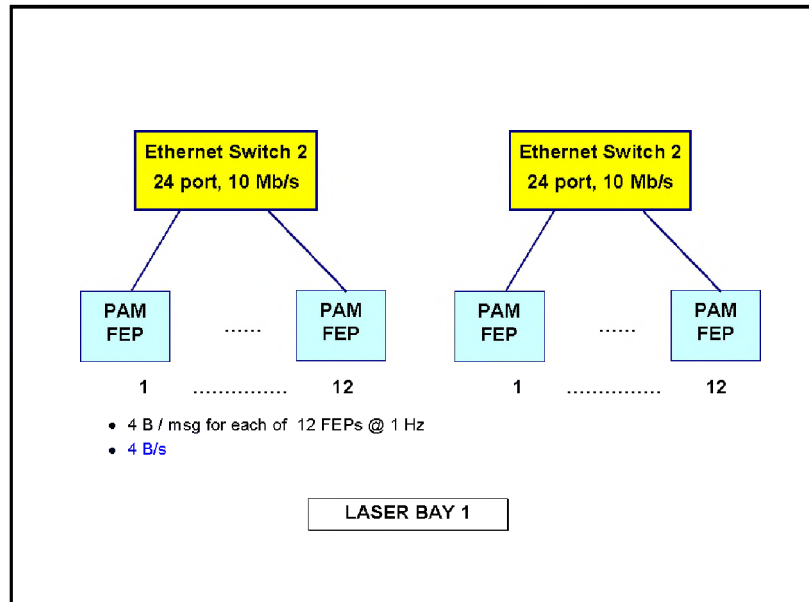 Ethernet Switch 2
24 port, 10 Mb/s
Ethernet Switch 2
24 port, 10 Mb/s
PAM
FEP
......
PAM
FEP
PAM
FEP
......
PAM
FEP
1 ................ 12
1 ................ 12
• 4 B / msg for each of 12 FEPs @ 1 Hz
• 4 B/s
LASER BAY 1